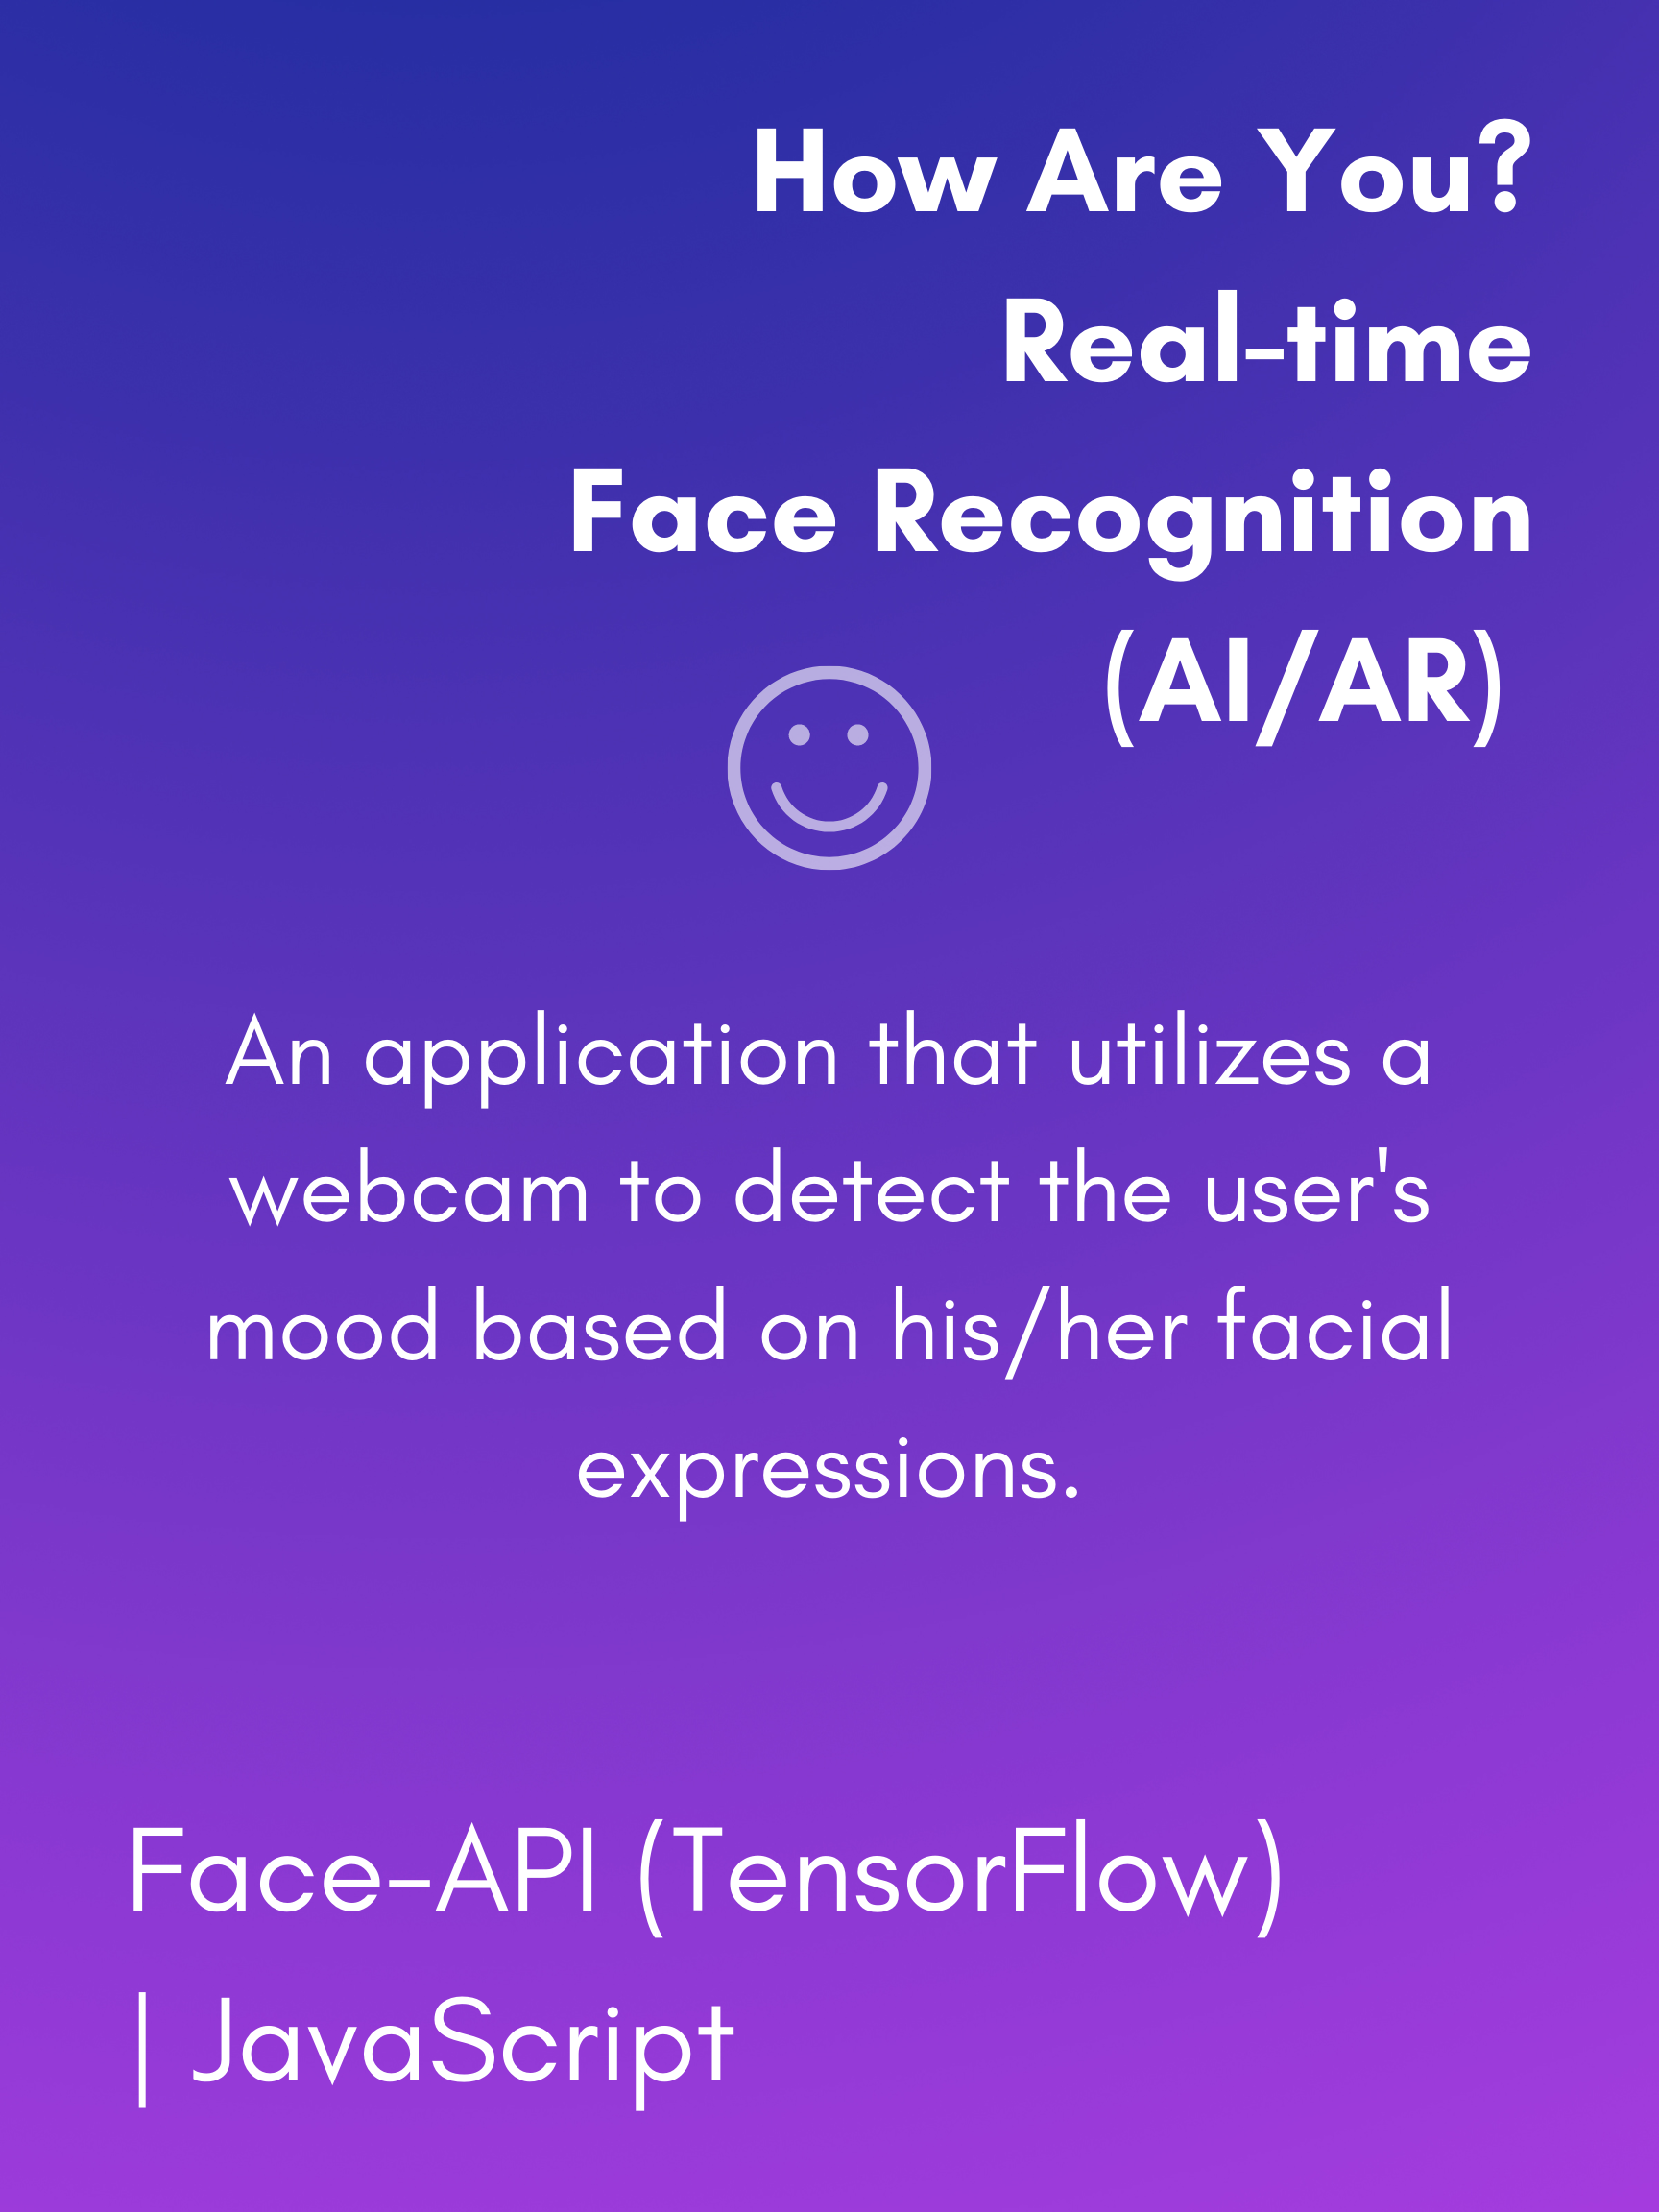 How Are You?
Real-time
Face Recognition
(AI/AR)
An application that utilizes a
webcam to detect the user's
mood based on his/her facial
expressions.
Face-API (TensorFlow)
| JavaScript